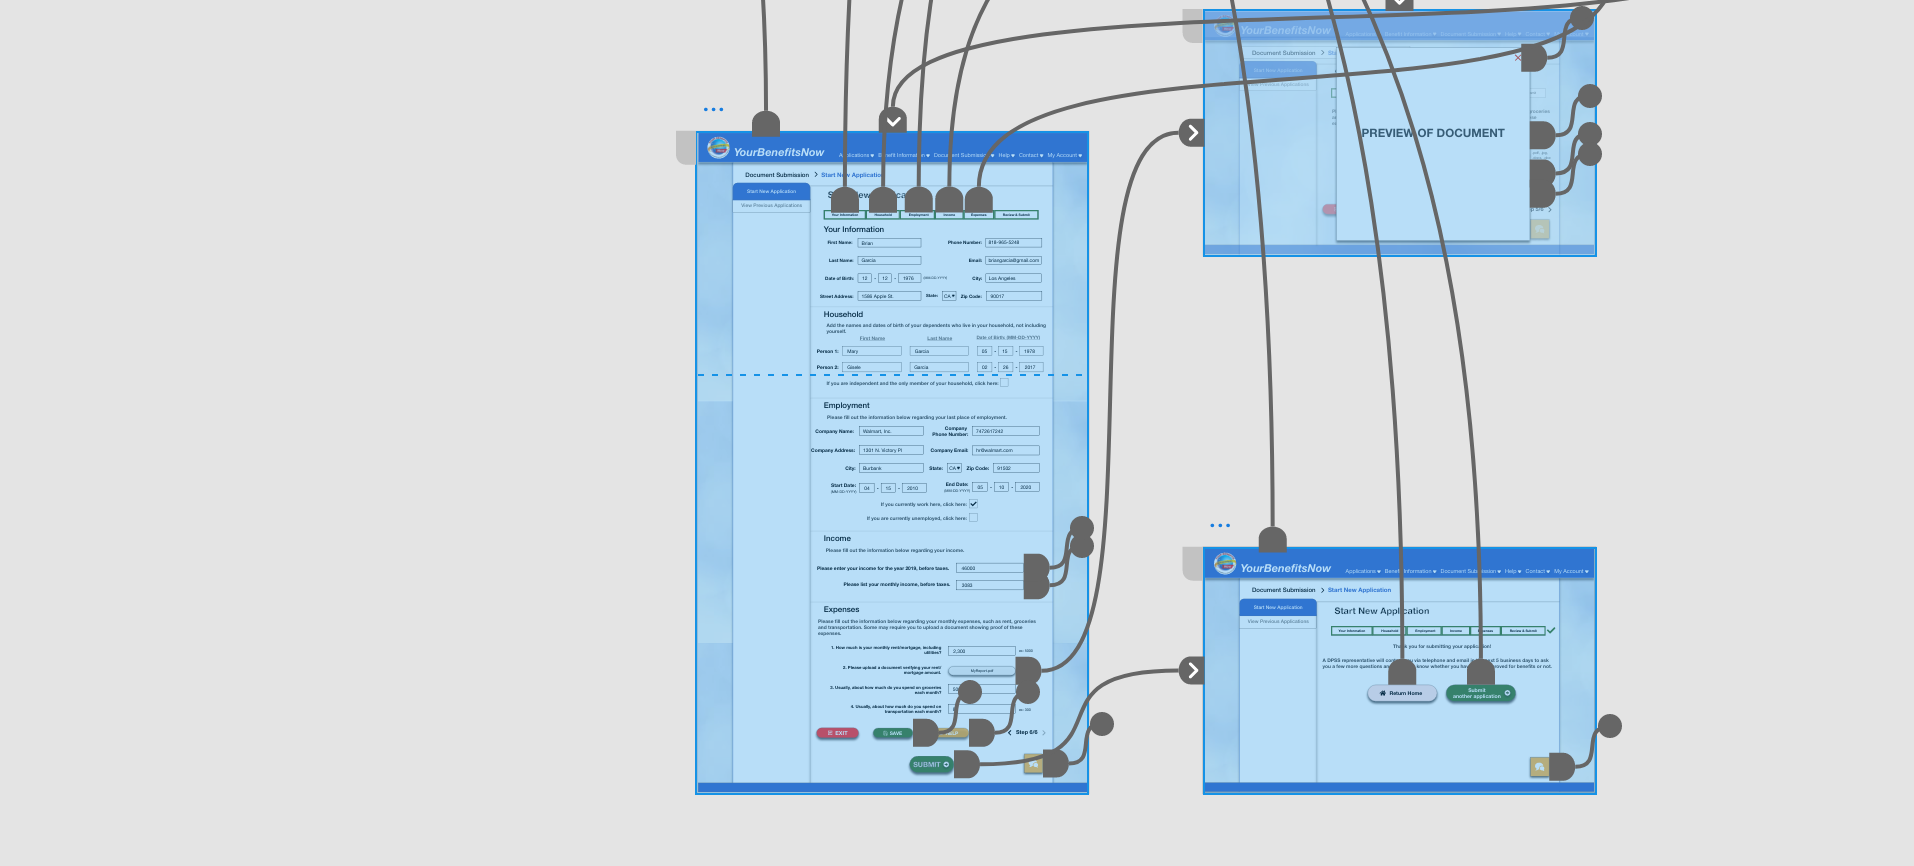 YourBenefitsNow
Applications Benefit Information Document Submission Help Contact My Account
Document Submission > Start New Application
Start New Application
View Previous Applications
Your Information Household Employment Income Expenses Review & Submit
Your Information
First Name: Brian Phone Number: 818-965-5248
Last Name: Garcia Email: briangarcia@gmail.com
Date of Birth: 12 - 12 - 1976 (MM-DD-YYYY) City: Los Angeles
Street Address: 1586 Apple St. State: CA Zip Code: 90017
Household
Add the names and dates of birth of your dependents who live in your household, not including
yourself.
First Name Last Name Date of Birth (MM-DD-YYYY)
Person 1: Mary Garcia 05 - 15 - 1978
Person 2: Gisele Garcia 02 - 26 - 2017
If you are independent and the only member of your household, click here:
Employment
Please fill out the information below regarding your last place of employment.
Company Name: Walmart, Inc. Company Phone Number: 7472617242
Company Address: 1301 N. Victory Pl Company Email: hr@walmart.com
City: Burbank State: CA Zip Code: 91502
Start Date: (MM-DD-YYYY) 04 - 15 - 2010 End Date: (MM-DD-YYYY) 05 - 10 - 2020
If you currently work here, click here:
If you are currently unemployed, click here:
Income
Please fill out the information below regarding your income.
Please enter your income for the year 2019, before taxes.
Please list your monthly income, before taxes.
Expenses
Please fill out the information below regarding your monthly expenses, such as rent, groceries
and transportation. Some may require you to upload a document showing proof of these
expenses.
1. How much is your monthly rent/mortgage, including
utilities? 2,300
2. Please upload a document verifying your rent/
mortgage amount.
3. Usually, about how much do you spend on groceries
each month?
4. Usually, about how much do you spend on
transportation each month?
EXIT SAVE < Step 6/6 >
SUBMIT
Document Submission >
Start New Application
View Previous Applications
X
PREVIEW OF DOCUMENT
YourBenefitsNow
Applications Benefit Information Document Submission Help Contact My Account
Document Submission > Start New Application
Start New Application
View Previous Applications
Start New Application
Your Information Household Employment Income Expenses Review & Submit
Thank you for submitting your application!
A DPSS representative will contact you via telephone and email in next 5 business days to ask
you a few more questions and know whether you have approved for benefits or not.
Return Home
Submit
another application